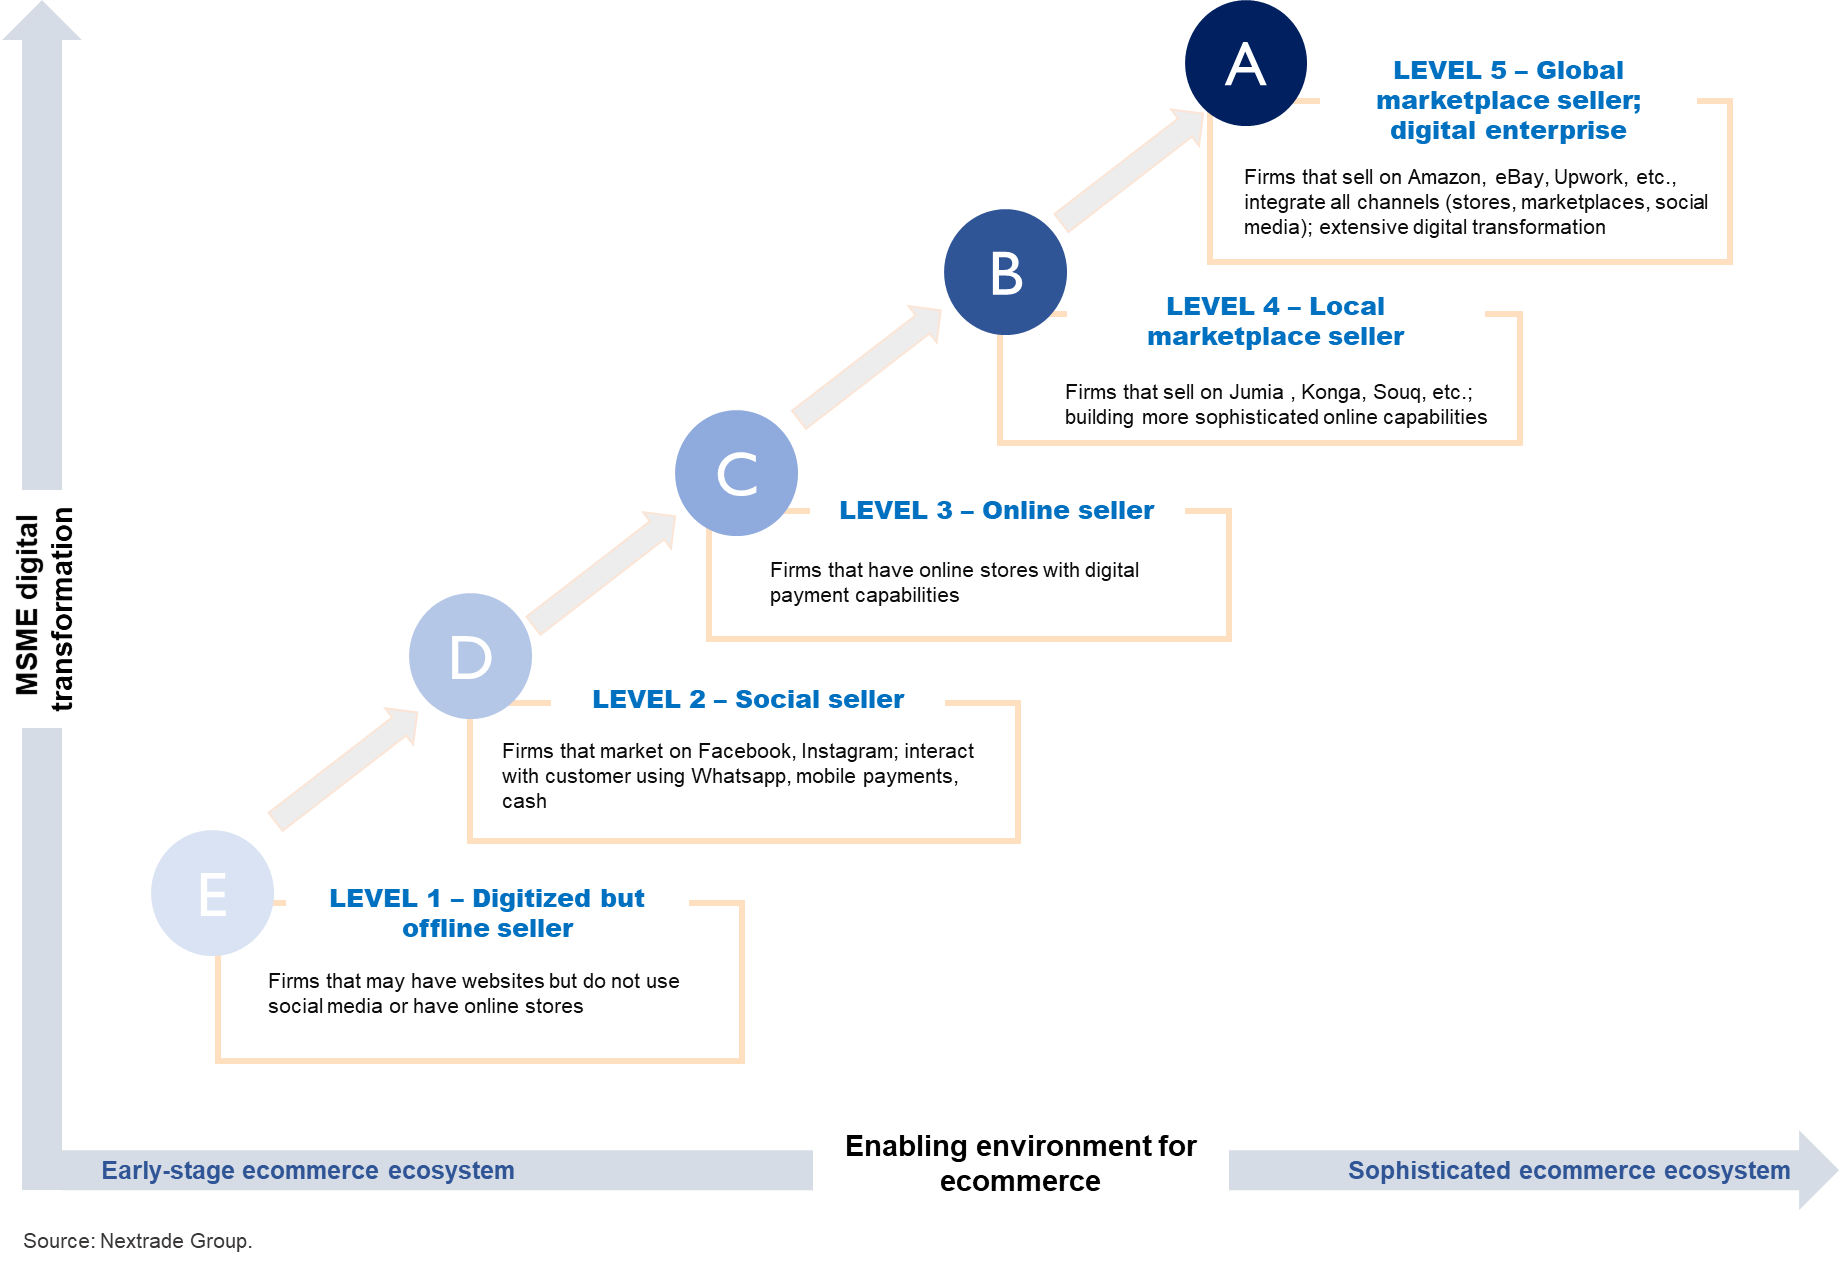 A
LEVEL 5 – Global
marketplace seller;
digital enterprise
Firms that sell on Amazon, eBay, Upwork, etc.,
integrate all channels (stores, marketplaces, social
media); extensive digital transformation
B
LEVEL 4 – Local
marketplace seller
Firms that sell on Jumia , Konga, Souq, etc.;
building more sophisticated online capabilities
C
LEVEL 3 – Online seller
Firms that have online stores with digital
payment capabilities
D
LEVEL 2 – Social seller
Firms that market on Facebook, Instagram; interact
with customer using Whatsapp, mobile payments,
cash
E
LEVEL 1 – Digitized but
offline seller
Firms that may have websites but do not use
social media or have online stores
MSME digital
transformation
Early-stage ecommerce ecosystem
Enabling environment for
ecommerce
Sophisticated ecommerce ecosystem
Source: Nextrade Group.